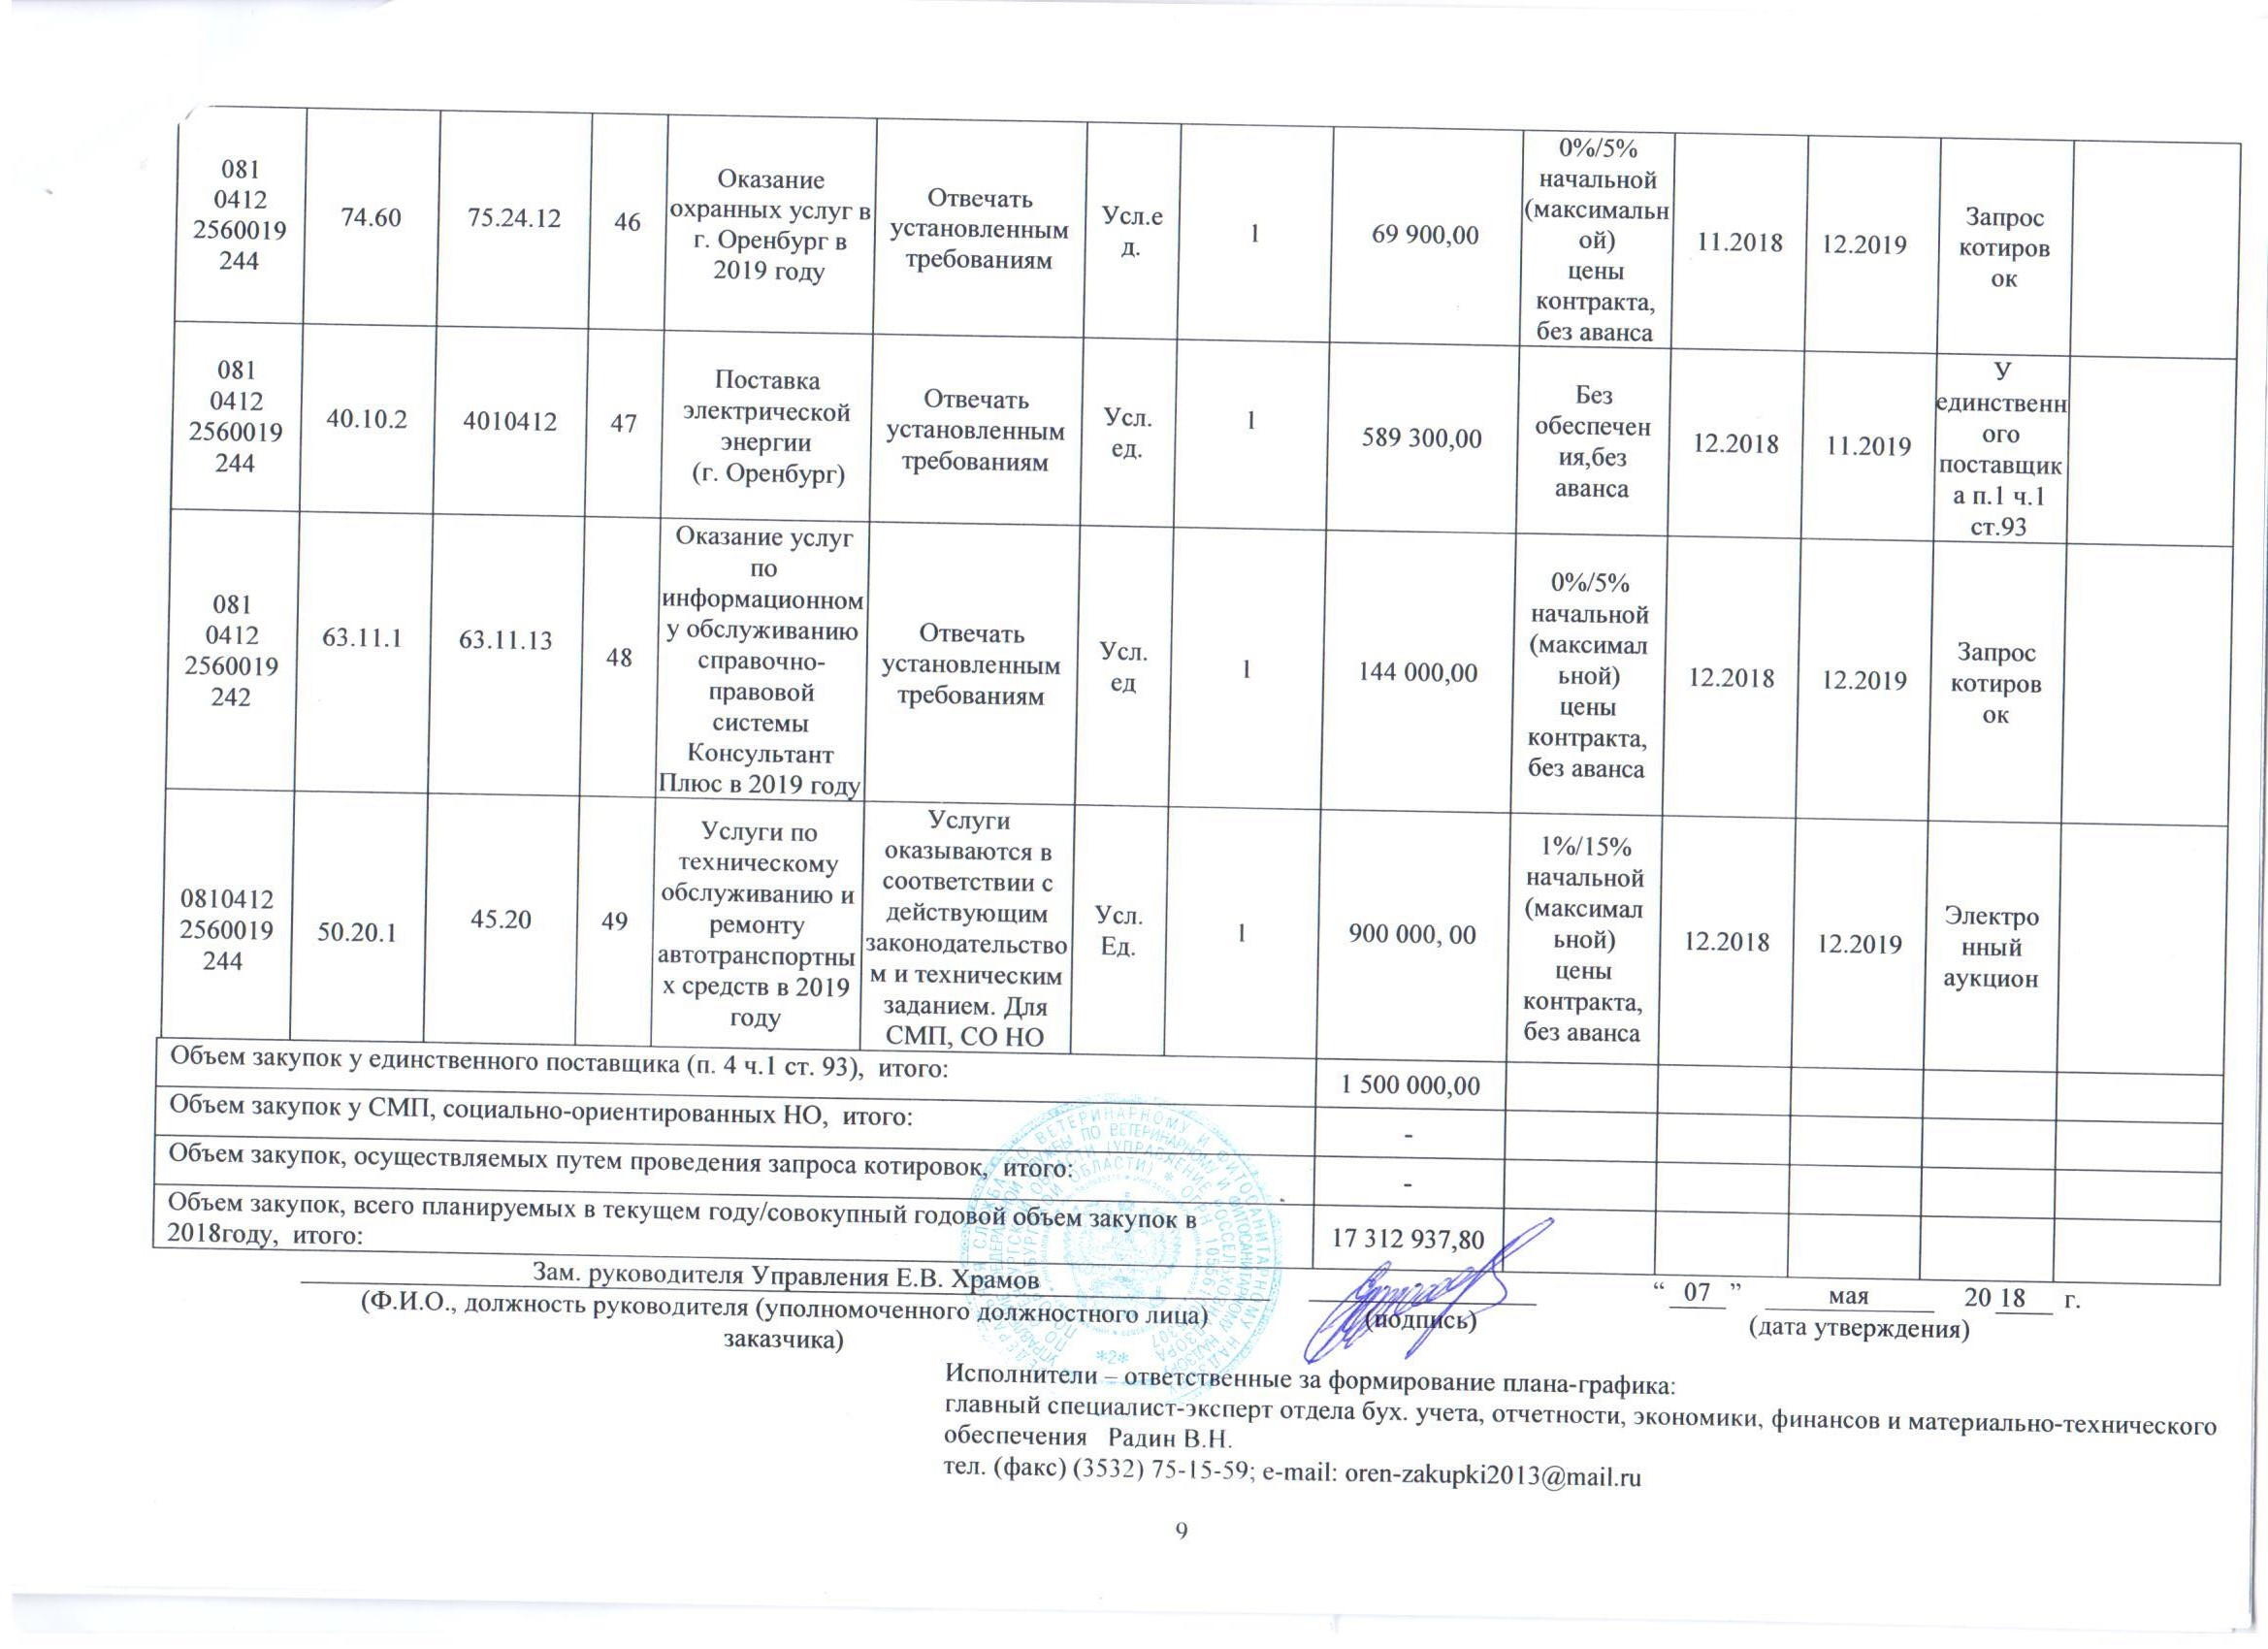 081
0412
2560019
244
74.60
75.24.12
46
Оказание
охранных услуг в
г. Оренбург в
2019 году
Отвечать
установленным
требованиям
Усл.е
д.
1
69 900,00
0%/5%
начальной
(максимальн
ой)
цены
контракта,
без аванса
11.2018
12.2019
Запрос
котиров
ок
081
0412
2560019
244
40.10.2
4010412
47
Поставка
электрической
энергии
(г. Оренбург)
Отвечать
установленным
требованиям
Усл.
ед.
1
589 300,00
Без
обеспечен
ия,без
аванса
12.2018
11.2019
У
единственн
ого
поставщик
а п.1 ч.1
ст.93
081
0412
2560019
242
63.11.1
63.11.13
48
Оказание услуг
по
информационном
у обслуживанию
справочно-
правовой
системы
Консультант
Плюс в 2019 году
Отвечать
установленным
требованиям
Усл.
ед
1
144 000,00
0%/5%
начальной
(максимал
ьной)
цены
контракта,
без аванса
12.2018
12.2019
Запрос
котиров
ок
0810412
2560019
244
50.20.1
45.20
49
Услуги по
техническому
обслуживанию и
ремонту
автотранспортны
х средств в 2019
году
Услуги
оказываются в
соответствии с
действующим
законодательство
м и техническим
заданием. Для
СМП, СО НО
Усл.
Ед.
1
900 000, 00
1%/15%
начальной
(максимал
ьной)
цены
контракта,
без аванса
12.2018
12.2019
Электро
нный
аукцион
Объем закупок у единственного поставщика (п. 4 ч.1 ст. 93), итого:
1 500 000,00
Объем закупок у СМП, социально-ориентированных НО, итого:
-
Объем закупок, осуществляемых путем проведения запроса котировок, итого:
-
Объем закупок, всего планируемых в текущем году/совокупный годовой объем закупок в
2018году, итого:
17 312 937,80
Зам. руководителя Управления Е.В. Храмов
(Ф.И.О., должность руководителя (уполномоченного должностного лица)
заказчика)
(подпись)
“ 07 ” мая 20 18 г.
(дата утверждения)
*2*
Исполнители – ответственные за формирование плана-графика:
главный специалист-эксперт отдела бух. учета, отчетности, экономики, финансов и материально-технического
обеспечения Радин В.Н.
тел. (факс) (3532) 75-15-59; e-mail: oren-zakupki2013@mail.ru
9